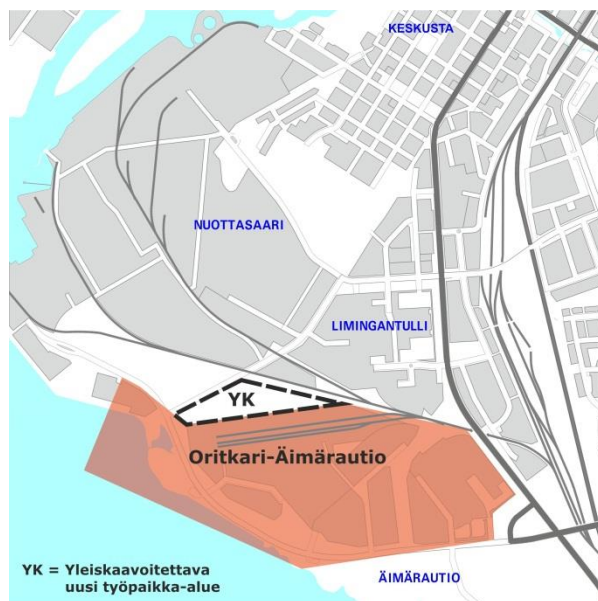 KESKUSTA
NUOTTASAARI
LIMINGANTULLI
YK
Oritkari-Äimärautio
YK = Yleiskaavoitettava
uusi työpaikka-alue
ÄIMÄRAUTIO